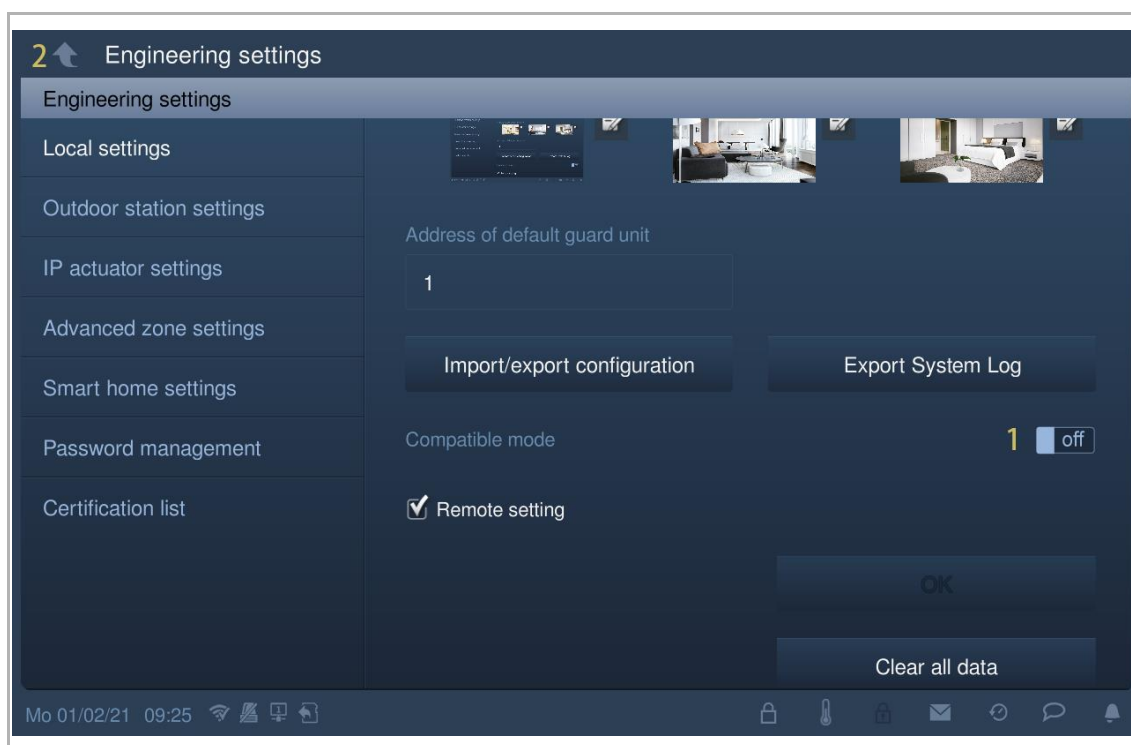 2 Engineering settings
Engineering settings
Local settings
Outdoor station settings
IP actuator settings
Advanced zone settings
Smart home settings
Password management
Certification list
Address of default guard unit
1
Import/export configuration
Export System Log
Compatible mode
1 off
Remote setting
OK
Clear all data
Mo 01/02/21 09:25